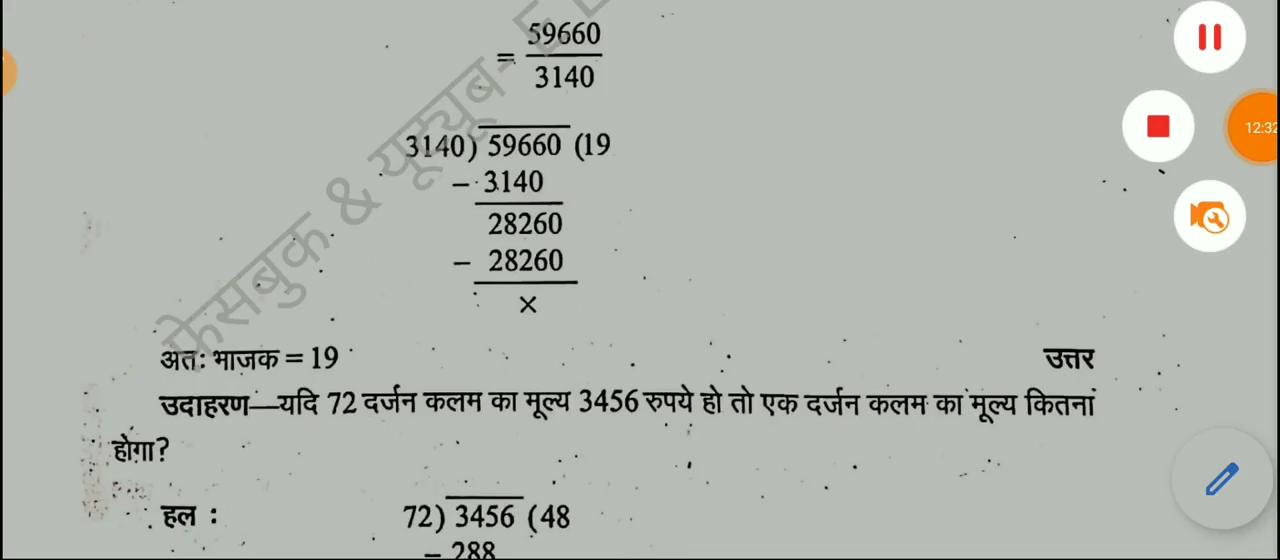 = 59660
3140
3140) 59660 (19
– 3140
28260
– 28260
×
फेसबुक & यूट्यूब- E
अतः भाजक = 19 उत्तर
उदाहरण—यदि 72 दर्जन कलम का मूल्य 3456 रुपये हो तो एक दर्जन कलम का मूल्य कितना
होगा?
हल : 72) 3456 (48
– 288
12:32